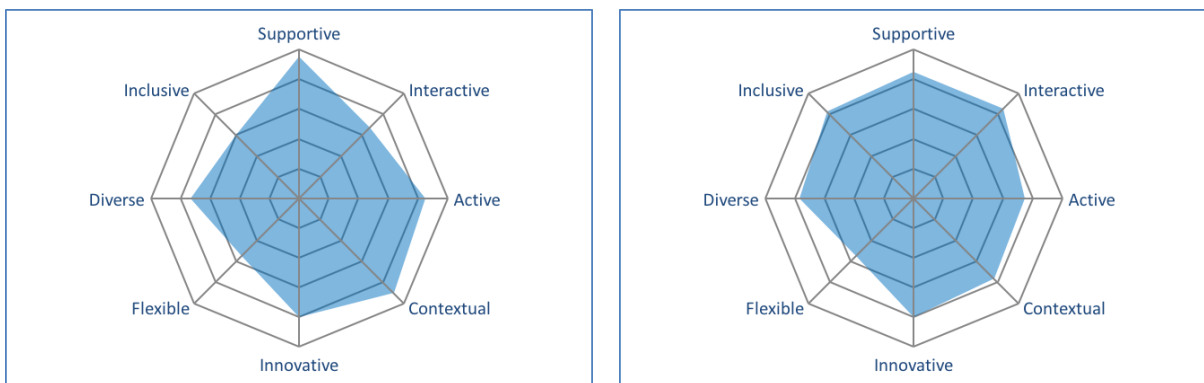 Supportive
Inclusive
Interactive
Diverse
Active
Flexible
Contextual
Innovative
Supportive
Inclusive
Interactive
Diverse
Active
Flexible
Contextual
Innovative